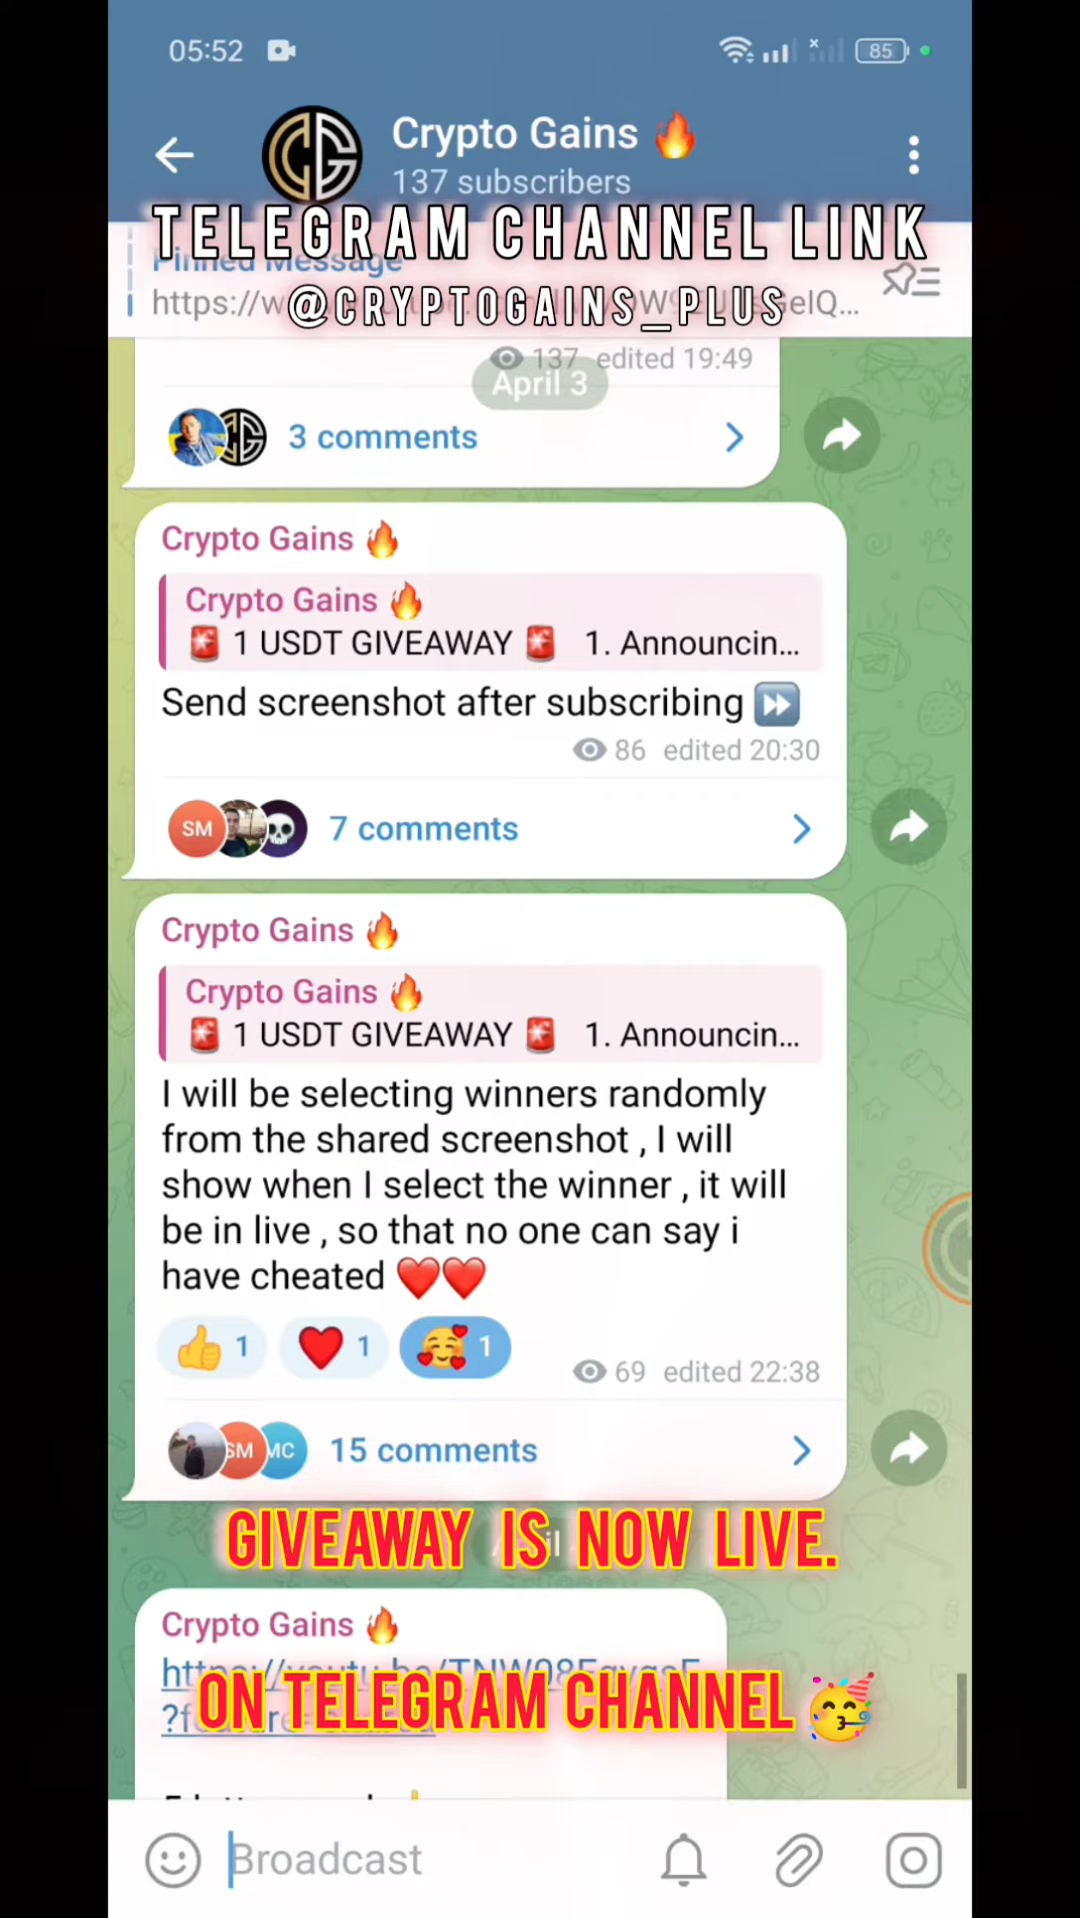 05:52
85
Crypto Gains 🔥
137 subscribers
TELEGRAM CHANNEL LINK
Pinned Message
https://w
@CRYPTOGAINS_PLUS
137 edited 19:49
April 3
3 comments
Crypto Gains 🔥
Crypto Gains 🔥
🚨 1 USDT GIVEAWAY 🚨 1. Announcin...
Send screenshot after subscribing ⏩
86 edited 20:30
SM
7 comments
Crypto Gains 🔥
Crypto Gains 🔥
🚨 1 USDT GIVEAWAY 🚨 1. Announcin...
I will be selecting winners randomly
from the shared screenshot , I will
show when I select the winner , it will
be in live , so that no one can say i
have cheated ❤️❤️
👍 1 ❤️ 1 🥰 1
69 edited 22:38
SM MC
15 comments
GIVEAWAY IS NOW LIVE.
Crypto Gains 🔥
ON TELEGRAM CHANNEL 🥳
Broadcast